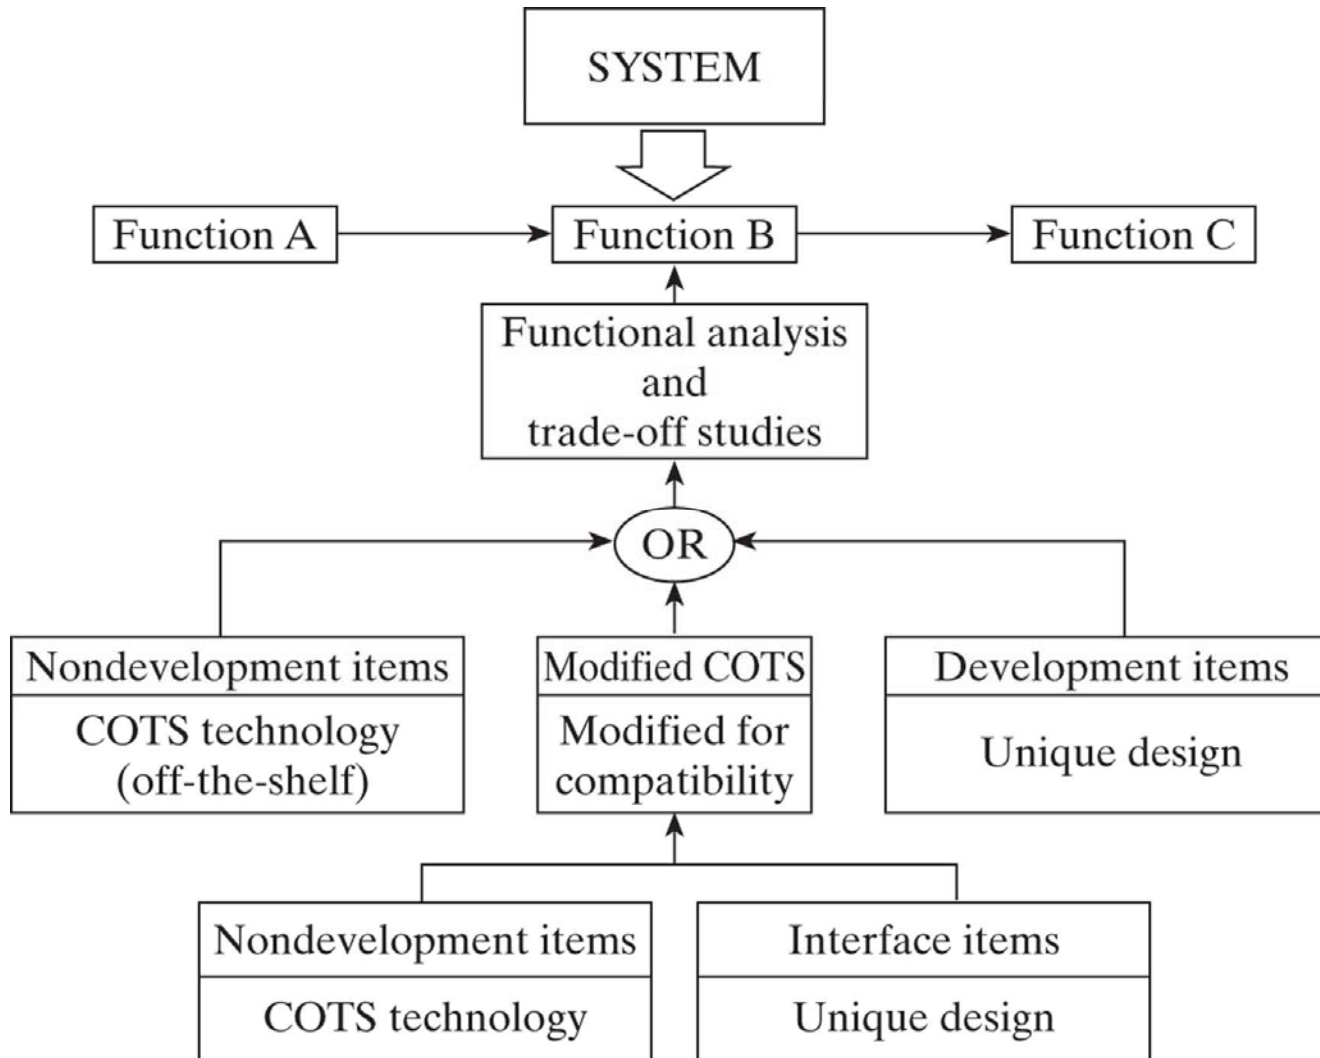 SYSTEM
Function A
Function B
Function C
Functional analysis
and
trade-off studies
OR
Nondevelopment items
COTS technology
(off-the-shelf)
Modified COTS
Modified for
compatibility
Development items
Unique design
Nondevelopment items
COTS technology
Interface items
Unique design